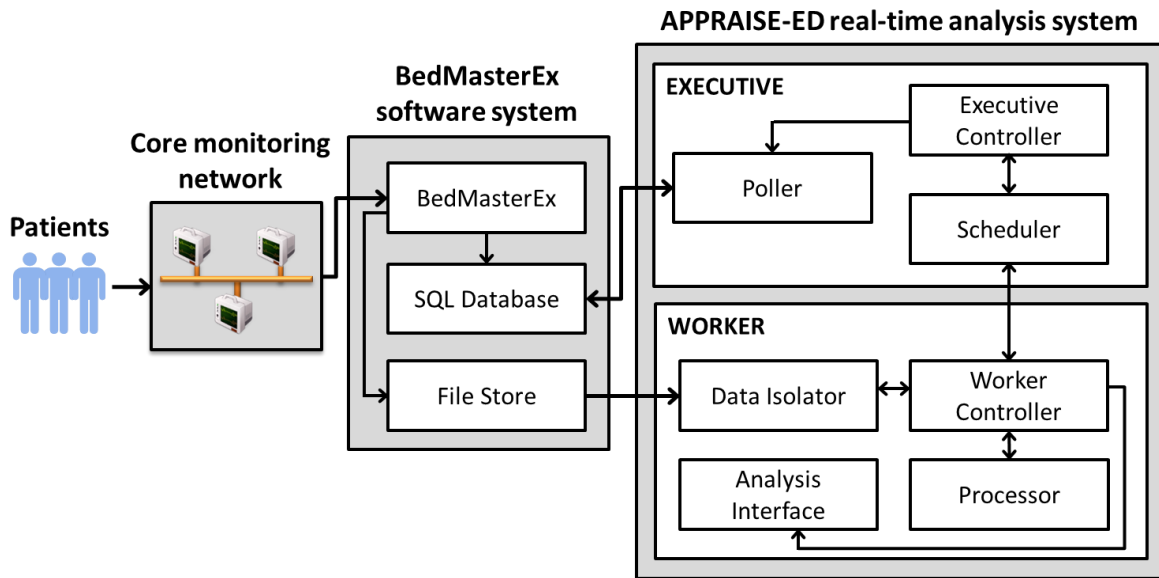 APPRAISE-ED real-time analysis system
BedMasterEx
software system
Core monitoring
network
Patients
BedMasterEx
SQL Database
File Store
EXECUTIVE
Executive
Controller
Poller
Scheduler
WORKER
Data Isolator
Worker
Controller
Analysis
Interface
Processor